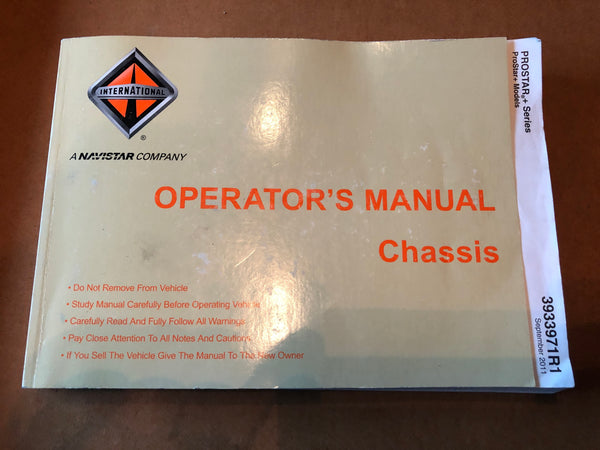 INTERNATIONAL
®
A NAVISTAR COMPANY
OPERATOR'S MANUAL
Chassis
• Do Not Remove From Vehicle
• Study Manual Carefully Before Operating Vehicle
• Carefully Read And Fully Follow All Warnings
• Pay Close Attention To All Notes And Cautions
• If You Sell The Vehicle Give The Manual To The New Owner
PROSTAR®+ Series
ProStar+ Models
3933971R1
September 2011